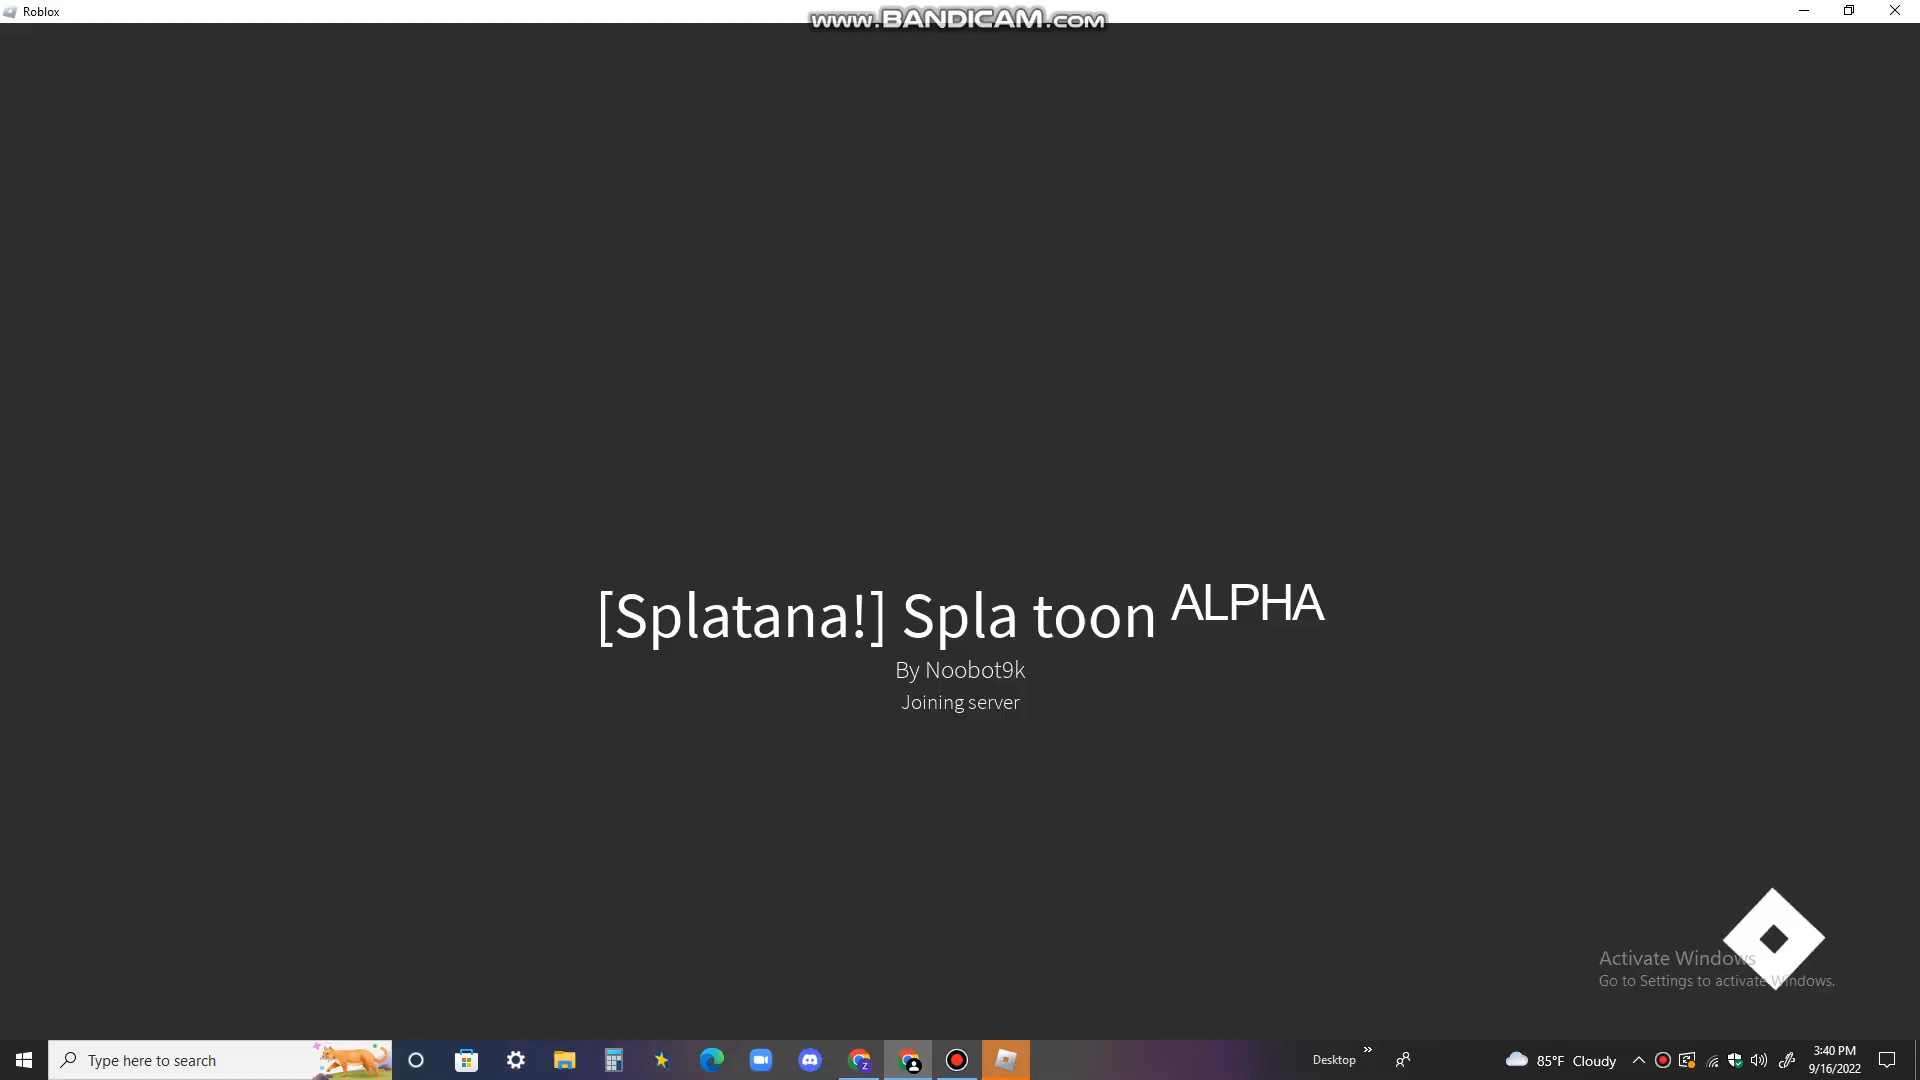 Roblox
www.BANDICAM.com
[Splatana!] Spla toon ᴬᴸᴾᴴᴬ
By Noobot9k
Joining server
Activate Windows
Go to Settings to activate Windows.
Type here to search
Desktop
85°F Cloudy
3:40 PM
9/16/2022